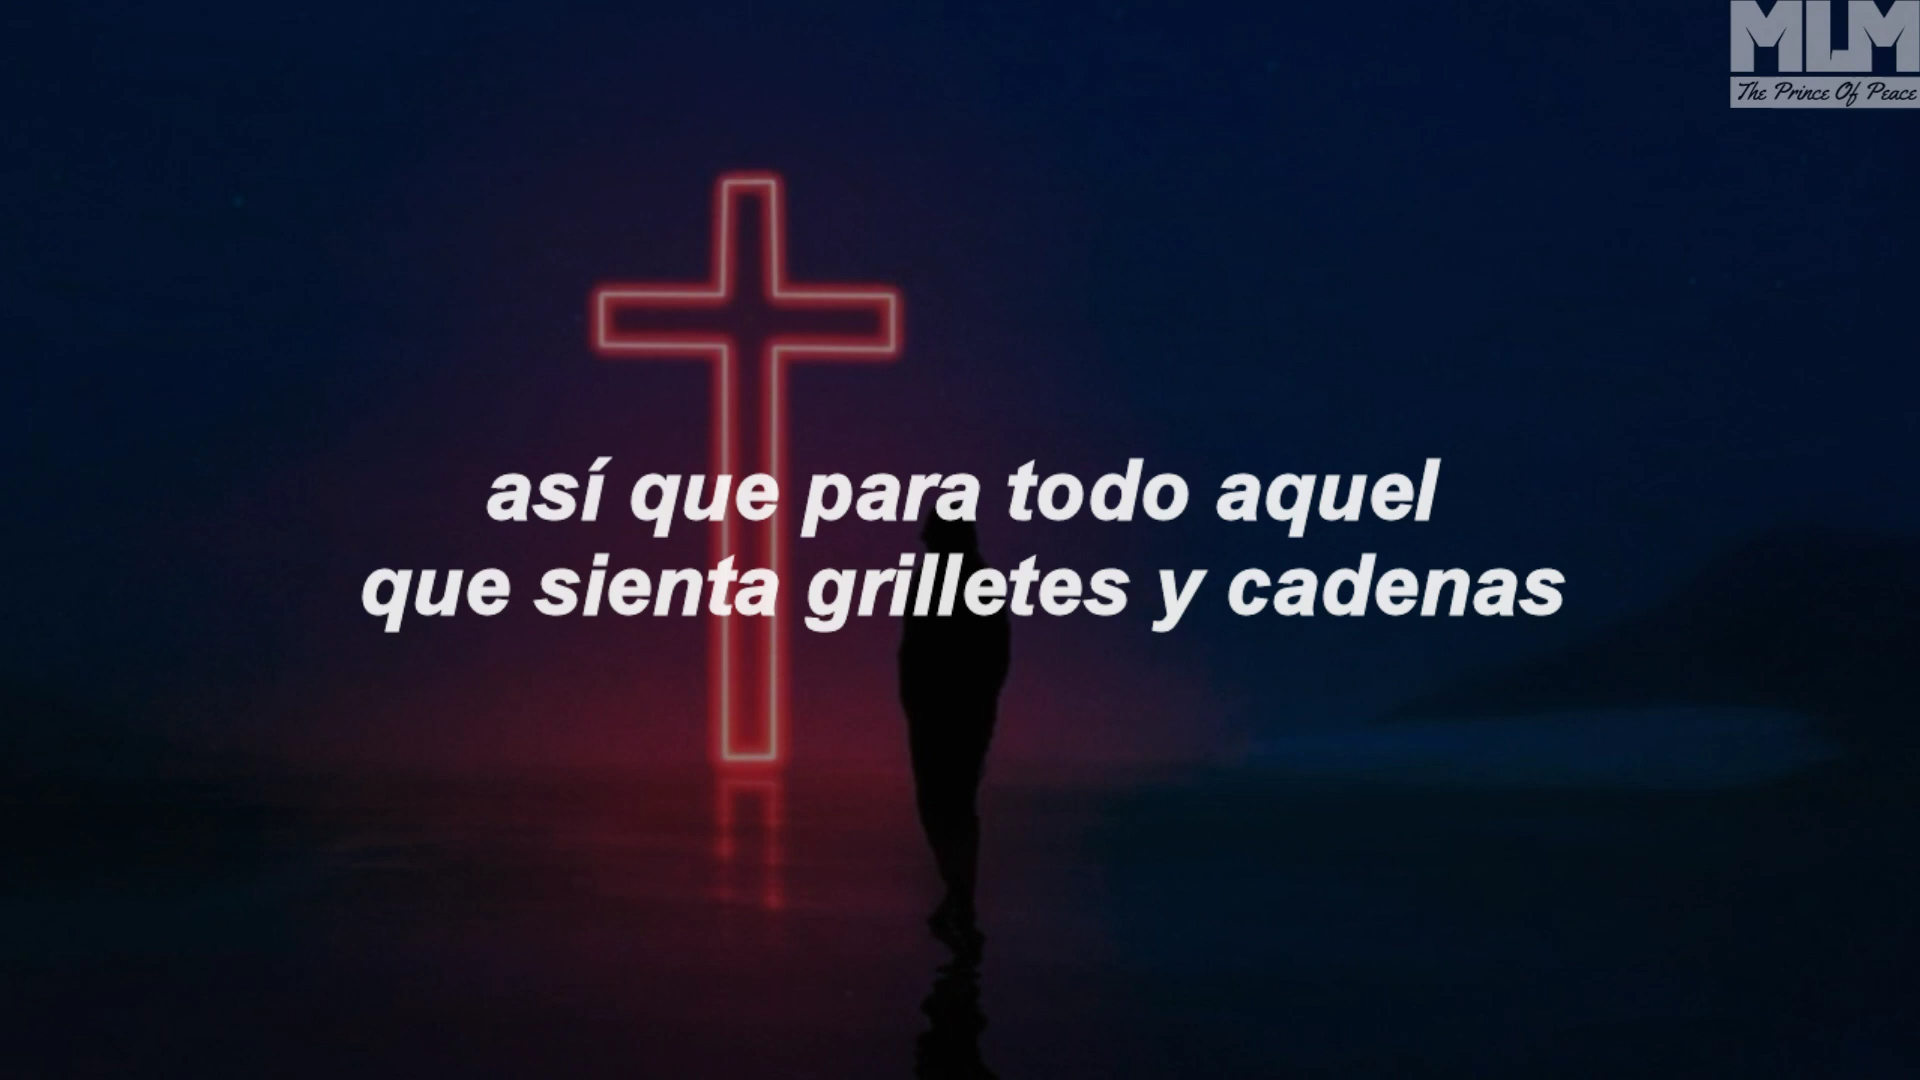 MLM
The Prince Of Peace
así que para todo aquel
que sienta grilletes y cadenas